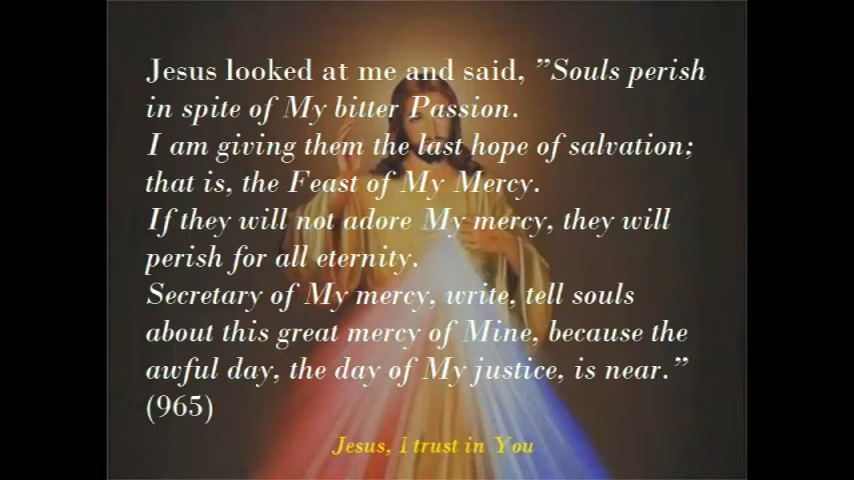 Jesus looked at me and said, ”Souls perish
in spite of My bitter Passion.
I am giving them the last hope of salvation;
that is, the Feast of My Mercy.
If they will not adore My mercy, they will
perish for all eternity.
Secretary of My mercy, write, tell souls
about this great mercy of Mine, because the
awful day, the day of My justice, is near.”
(965)
Jesus, I trust in You